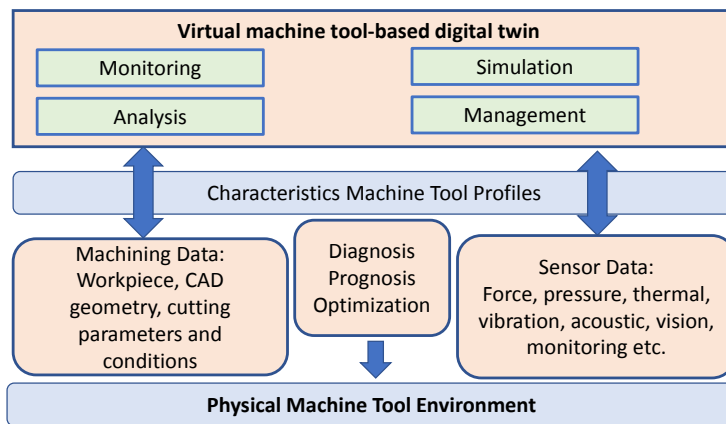 Virtual machine tool-based digital twin
Monitoring
Simulation
Analysis
Management
Characteristics Machine Tool Profiles
Machining Data:
Workpiece, CAD
geometry, cutting
parameters and
conditions
Diagnosis
Prognosis
Optimization
Sensor Data:
Force, pressure, thermal,
vibration, acoustic, vision,
monitoring etc.
Physical Machine Tool Environment